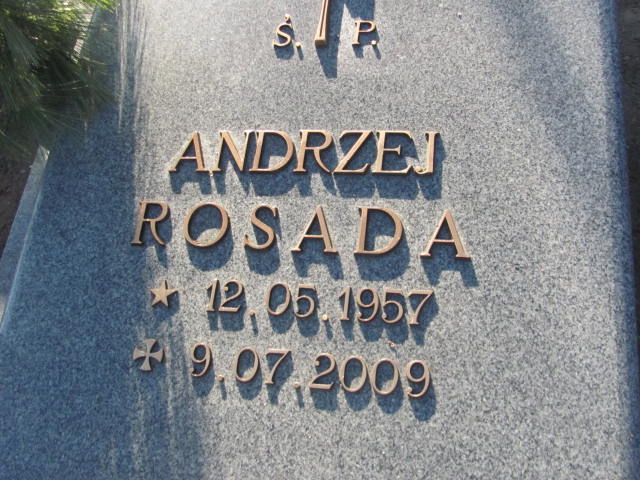 Ś. P.
ANDRZEJ
ROSADA
12.05.1957
9.07.2009